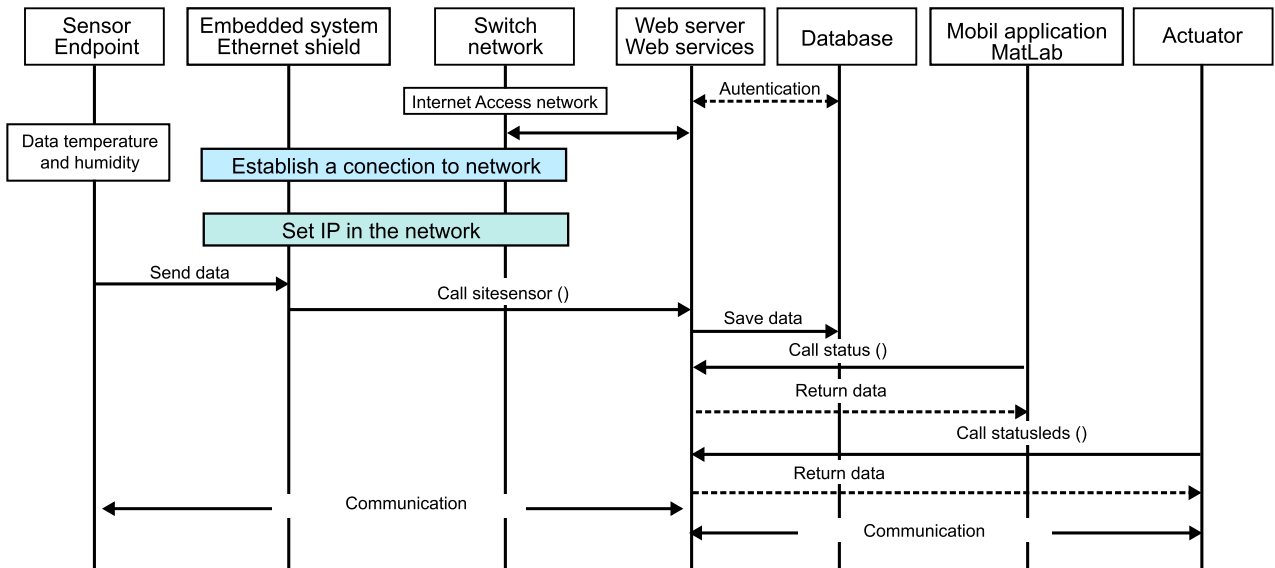 Sensor
Endpoint
Embedded system
Ethernet shield
Switch
network
Web server
Web services
Database
Mobil application
MatLab
Actuator
Autentication
Internet Access network
Data temperature
and humidity
Establish a conection to network
Set IP in the network
Send data
Call sitesensor ()
Save data
Call status ()
Return data
Call statusleds ()
Return data
Communication
Communication